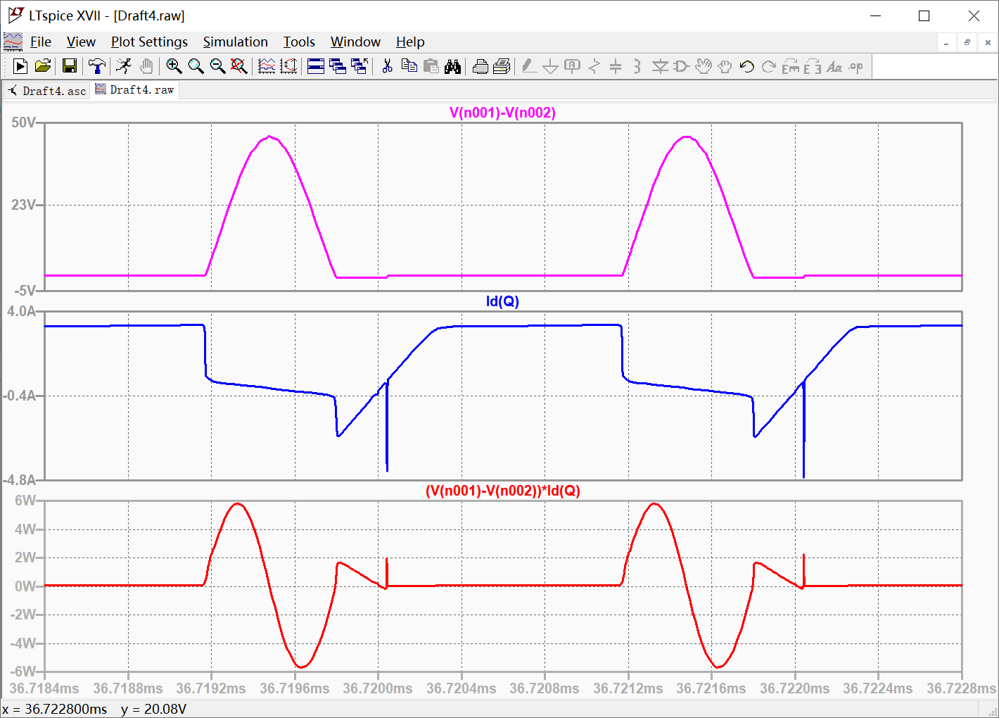 LTspice XVII - [Draft4.raw]
File View Plot Settings Simulation Tools Window Help
Draft4.asc Draft4.raw
V(n001)-V(n002)
50V
23V
-5V
Id(Q)
4.0A
-0.4A
-4.8A
(V(n001)-V(n002))*Id(Q)
6W
4W
2W
0W
-2W
-4W
-6W
36.7184ms 36.7188ms 36.7192ms 36.7196ms 36.7200ms 36.7204ms 36.7208ms 36.7212ms 36.7216ms 36.7220ms 36.7224ms 36.7228ms
x = 36.722800ms y = 20.08V